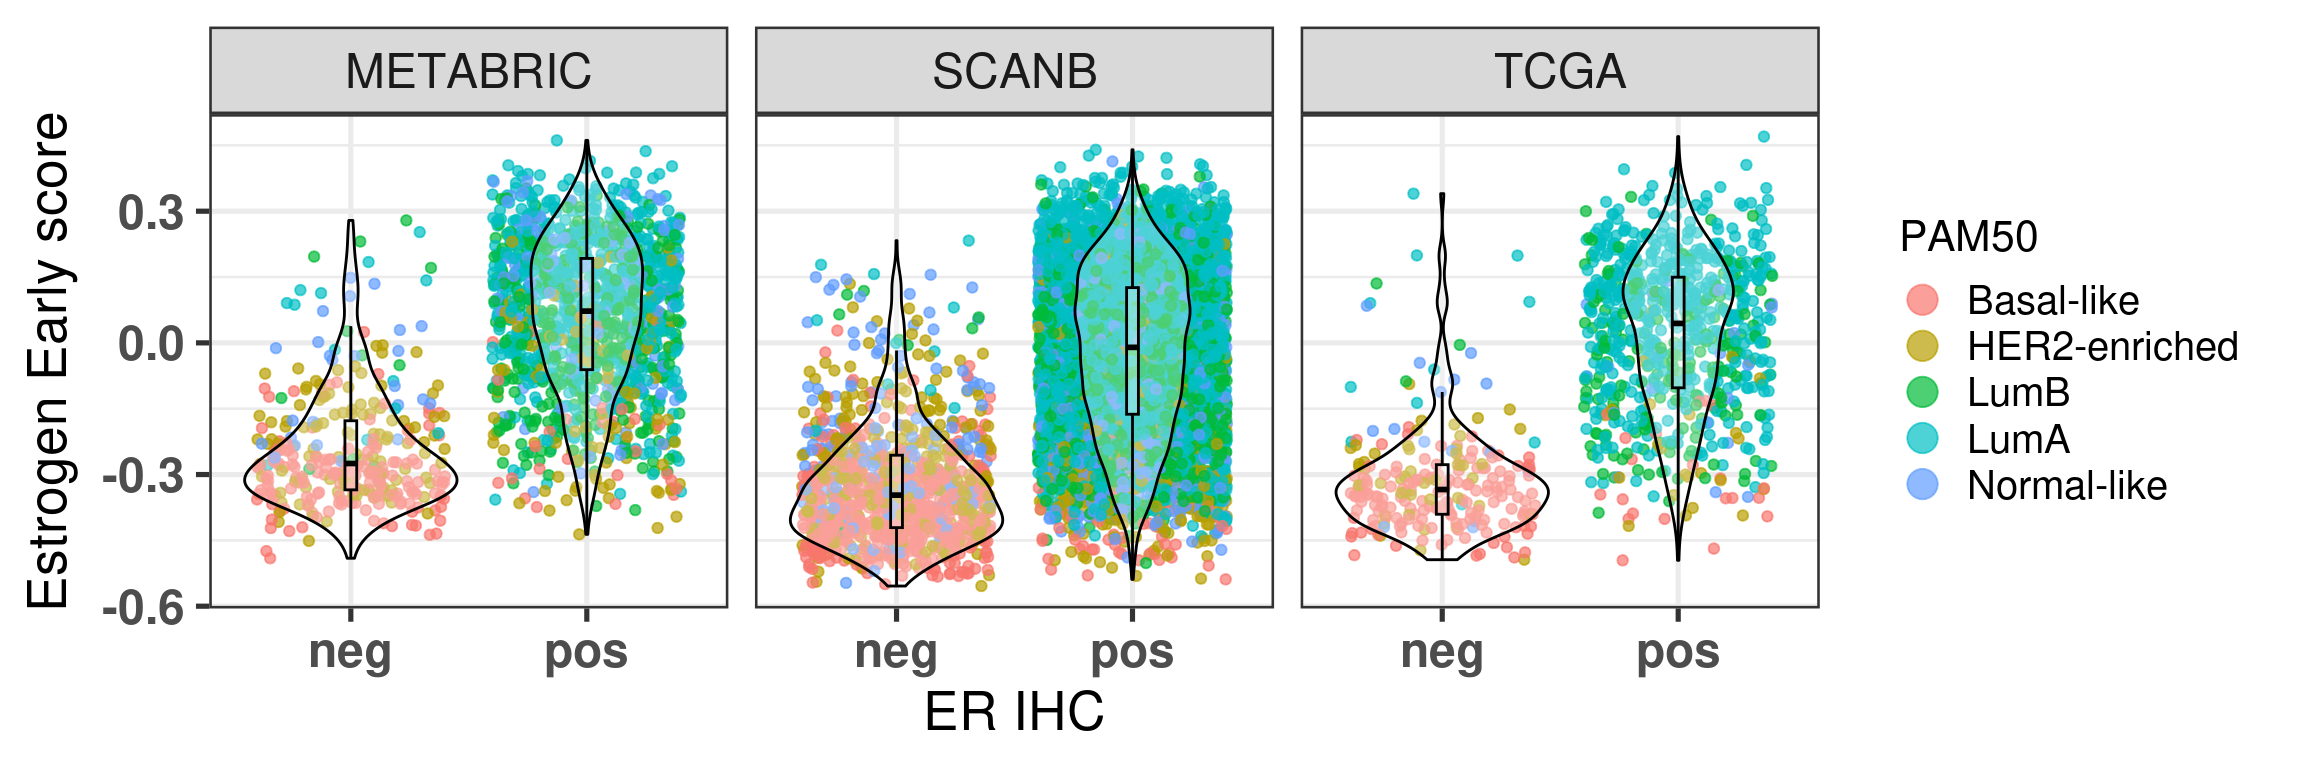 METABRIC SCANB TCGA
Estrogen Early score
0.3
0.0
-0.3
-0.6
neg pos neg pos neg pos
ER IHC
PAM50
Basal-like
HER2-enriched
LumB
LumA
Normal-like